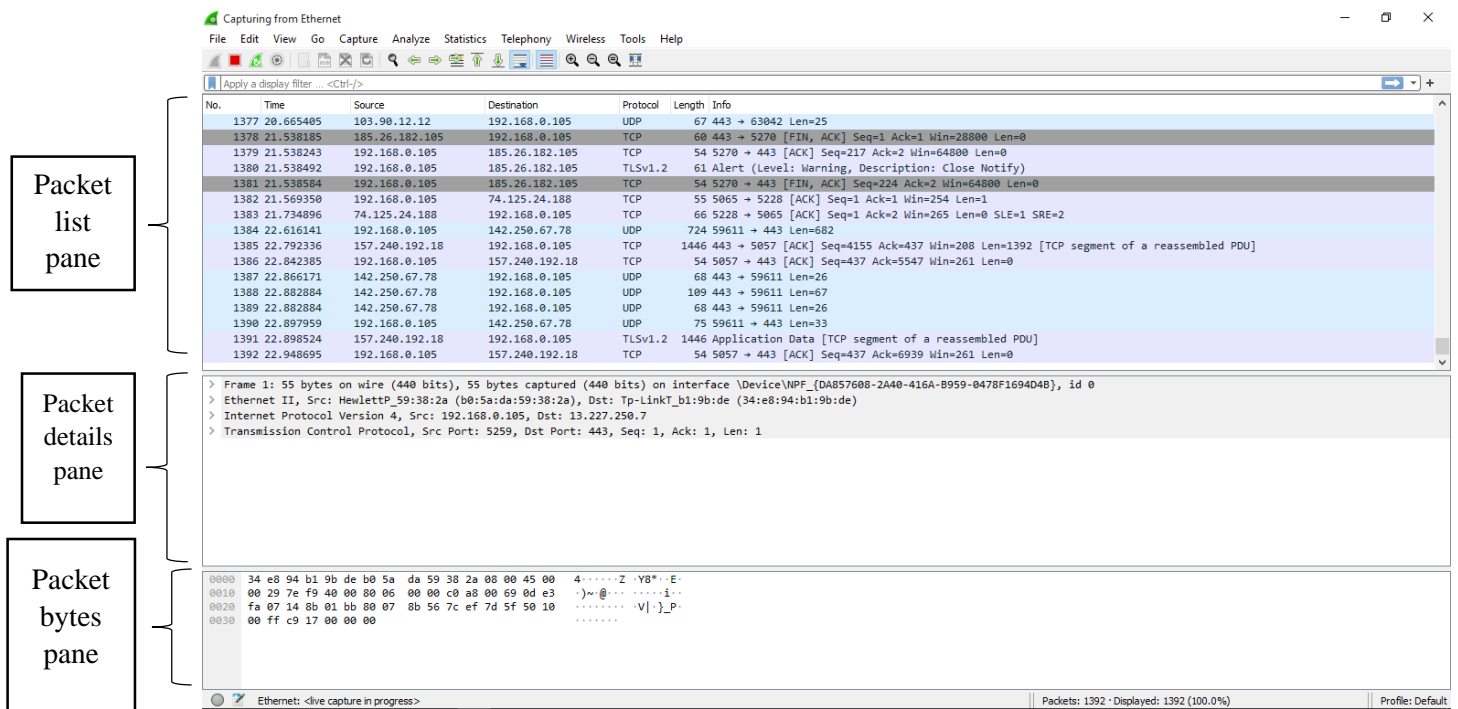 Capturing from Ethernet
File Edit View Go Capture Analyze Statistics Telephony Wireless Tools Help
Apply a display filter ... <Ctrl-/>
+
No. Time Source Destination Protocol Length Info
1377 20.665405 103.90.12.12 192.168.0.105 UDP 67 443 → 63042 Len=25
1378 21.538185 185.26.182.105 192.168.0.105 TCP 60 443 → 5270 [FIN, ACK] Seq=1 Ack=1 Win=28800 Len=0
1379 21.538243 192.168.0.105 185.26.182.105 TCP 54 5270 → 443 [ACK] Seq=217 Ack=2 Win=64800 Len=0
1380 21.538492 192.168.0.105 185.26.182.105 TLSv1.2 61 Alert (Level: Warning, Description: Close Notify)
1381 21.538584 192.168.0.105 185.26.182.105 TCP 54 5270 → 443 [FIN, ACK] Seq=224 Ack=2 Win=64800 Len=0
1382 21.569350 192.168.0.105 74.125.24.188 TCP 55 5065 → 5228 [ACK] Seq=1 Ack=1 Win=254 Len=1
1383 21.734896 74.125.24.188 192.168.0.105 TCP 66 5228 → 5065 [ACK] Seq=1 Ack=2 Win=265 Len=0 SLE=1 SRE=2
1384 22.616141 192.168.0.105 142.250.67.78 UDP 724 59611 → 443 Len=682
1385 22.792336 157.240.192.18 192.168.0.105 TCP 1446 443 → 5057 [ACK] Seq=4155 Ack=437 Win=208 Len=1392 [TCP segment of a reassembled PDU]
1386 22.842385 192.168.0.105 157.240.192.18 TCP 54 5057 → 443 [ACK] Seq=437 Ack=5547 Win=261 Len=0
1387 22.866171 142.250.67.78 192.168.0.105 UDP 68 443 → 59611 Len=26
1388 22.882884 142.250.67.78 192.168.0.105 UDP 109 443 → 59611 Len=67
1389 22.882884 142.250.67.78 192.168.0.105 UDP 68 443 → 59611 Len=26
1390 22.897959 192.168.0.105 142.250.67.78 UDP 75 59611 → 443 Len=33
1391 22.898524 157.240.192.18 192.168.0.105 TLSv1.2 1446 Application Data [TCP segment of a reassembled PDU]
1392 22.948695 192.168.0.105 157.240.192.18 TCP 54 5057 → 443 [ACK] Seq=437 Ack=6939 Win=261 Len=0
Packet
list
pane
> Frame 1: 55 bytes on wire (440 bits), 55 bytes captured (440 bits) on interface \Device\NPF_{DA857608-2A40-416A-B959-0478F1694D4B}, id 0
> Ethernet II, Src: HewlettP_59:38:2a (b0:5a:da:59:38:2a), Dst: Tp-LinkT_b1:9b:de (34:e8:94:b1:9b:de)
> Internet Protocol Version 4, Src: 192.168.0.105, Dst: 13.227.250.7
> Transmission Control Protocol, Src Port: 5259, Dst Port: 443, Seq: 1, Ack: 1, Len: 1
Packet
details
pane
0000 34 e8 94 b1 9b de b0 5a da 59 38 2a 08 00 45 00 4······Z ·Y8*··E·
0010 00 29 7e f9 40 00 80 06 00 00 c0 a8 00 69 0d e3 ·)~·@··· ·····i··
0020 fa 07 14 8b 01 bb 80 07 8b 56 7c ef 7d 5f 50 10 ········ ·V|·}_P·
0030 00 ff c9 17 00 00 00 ·······
Packet
bytes
pane
Ethernet: <live capture in progress>
Packets: 1392 · Displayed: 1392 (100.0%)
Profile: Default